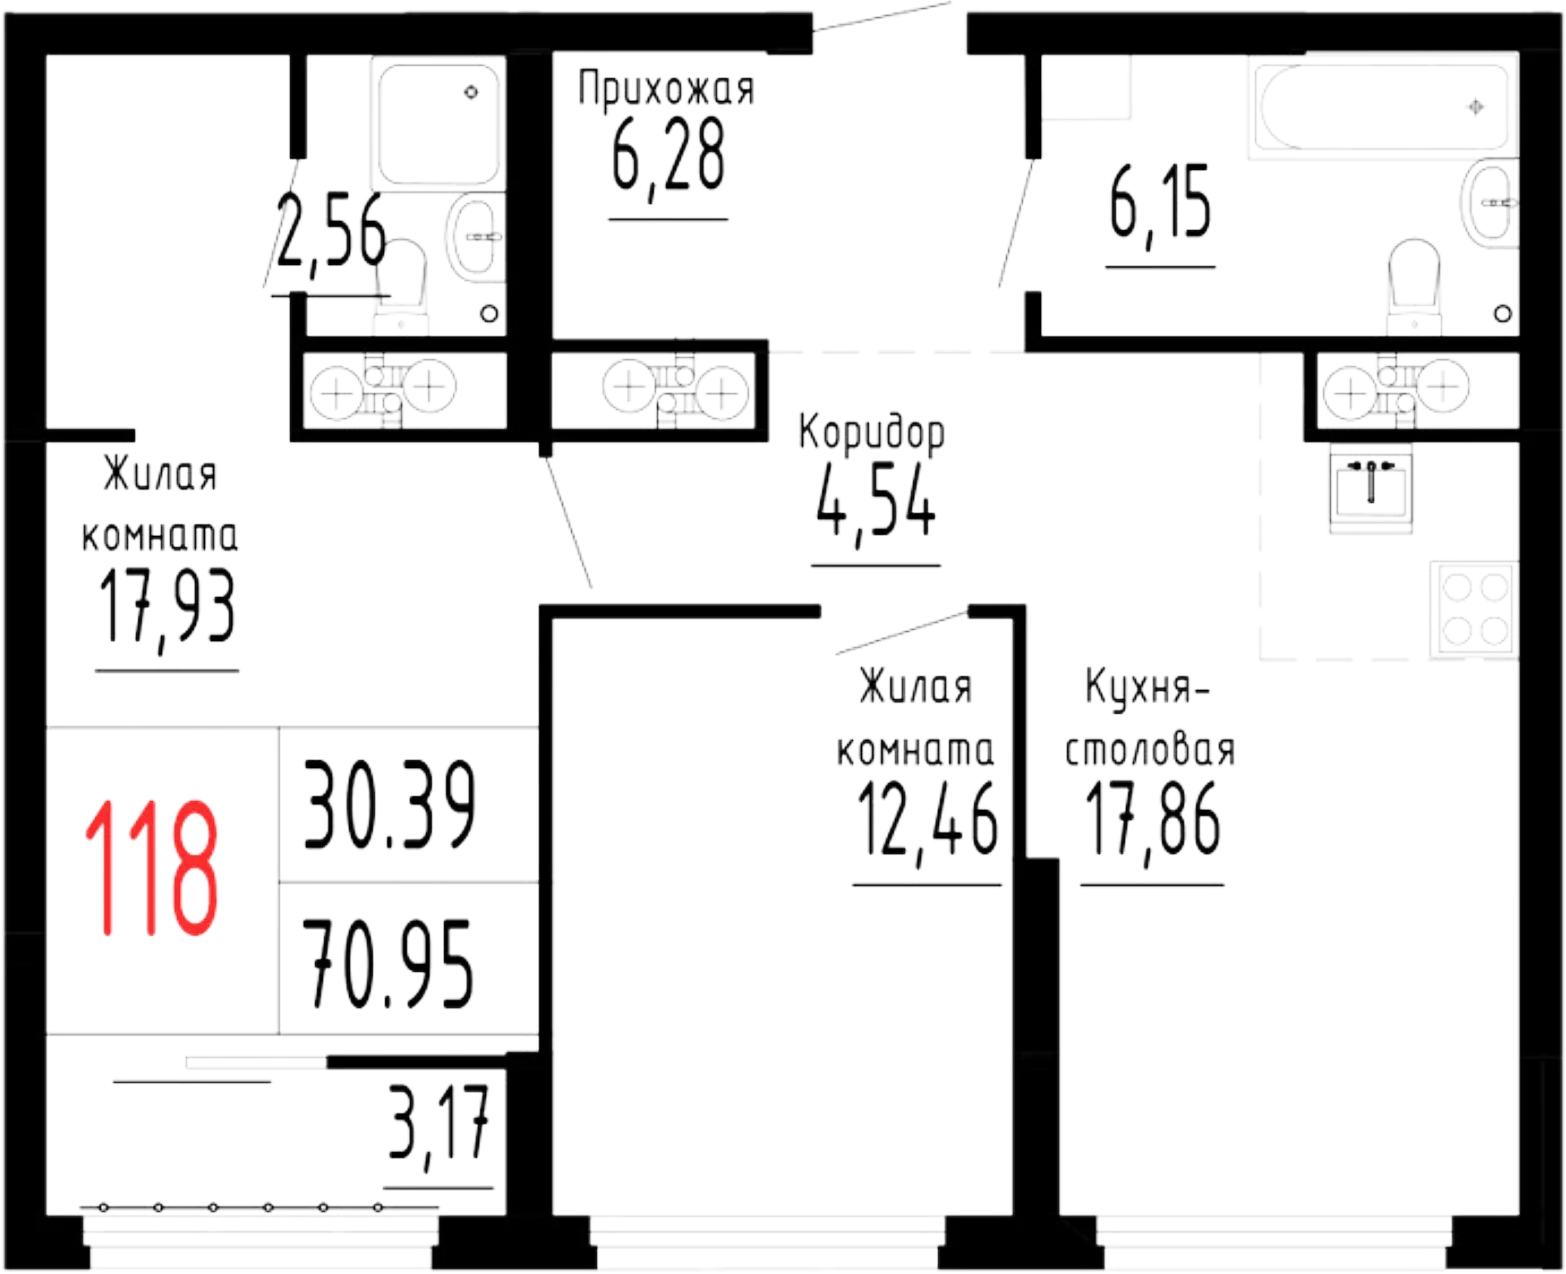 Прихожая
6,28
2,56
6,15
Коридор
4,54
Жилая
комната
17,93
Жилая
комната
12,46
Кухня-
столовая
17,86
118
30.39
70.95
3,17